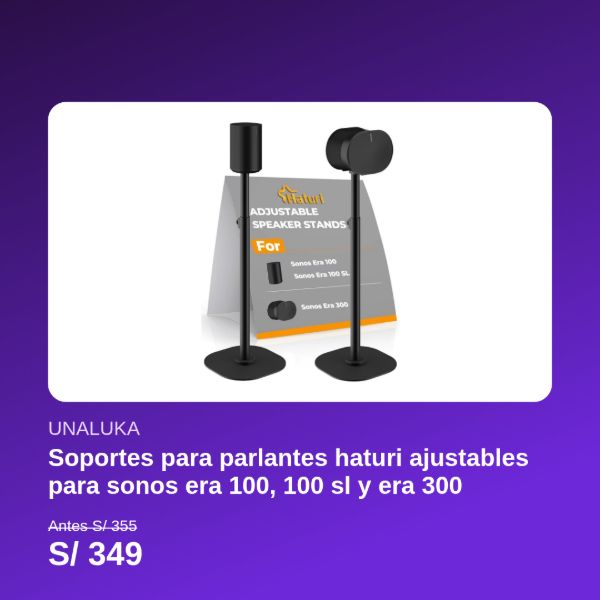 Haturi
ADJUSTABLE
SPEAKER STANDS
For
Sonos Era 100
Sonos Era 100 SL
Sonos Era 300
UNALUKA
Soportes para parlantes haturi ajustables
para sonos era 100, 100 sl y era 300
Antes S/ 355
S/ 349